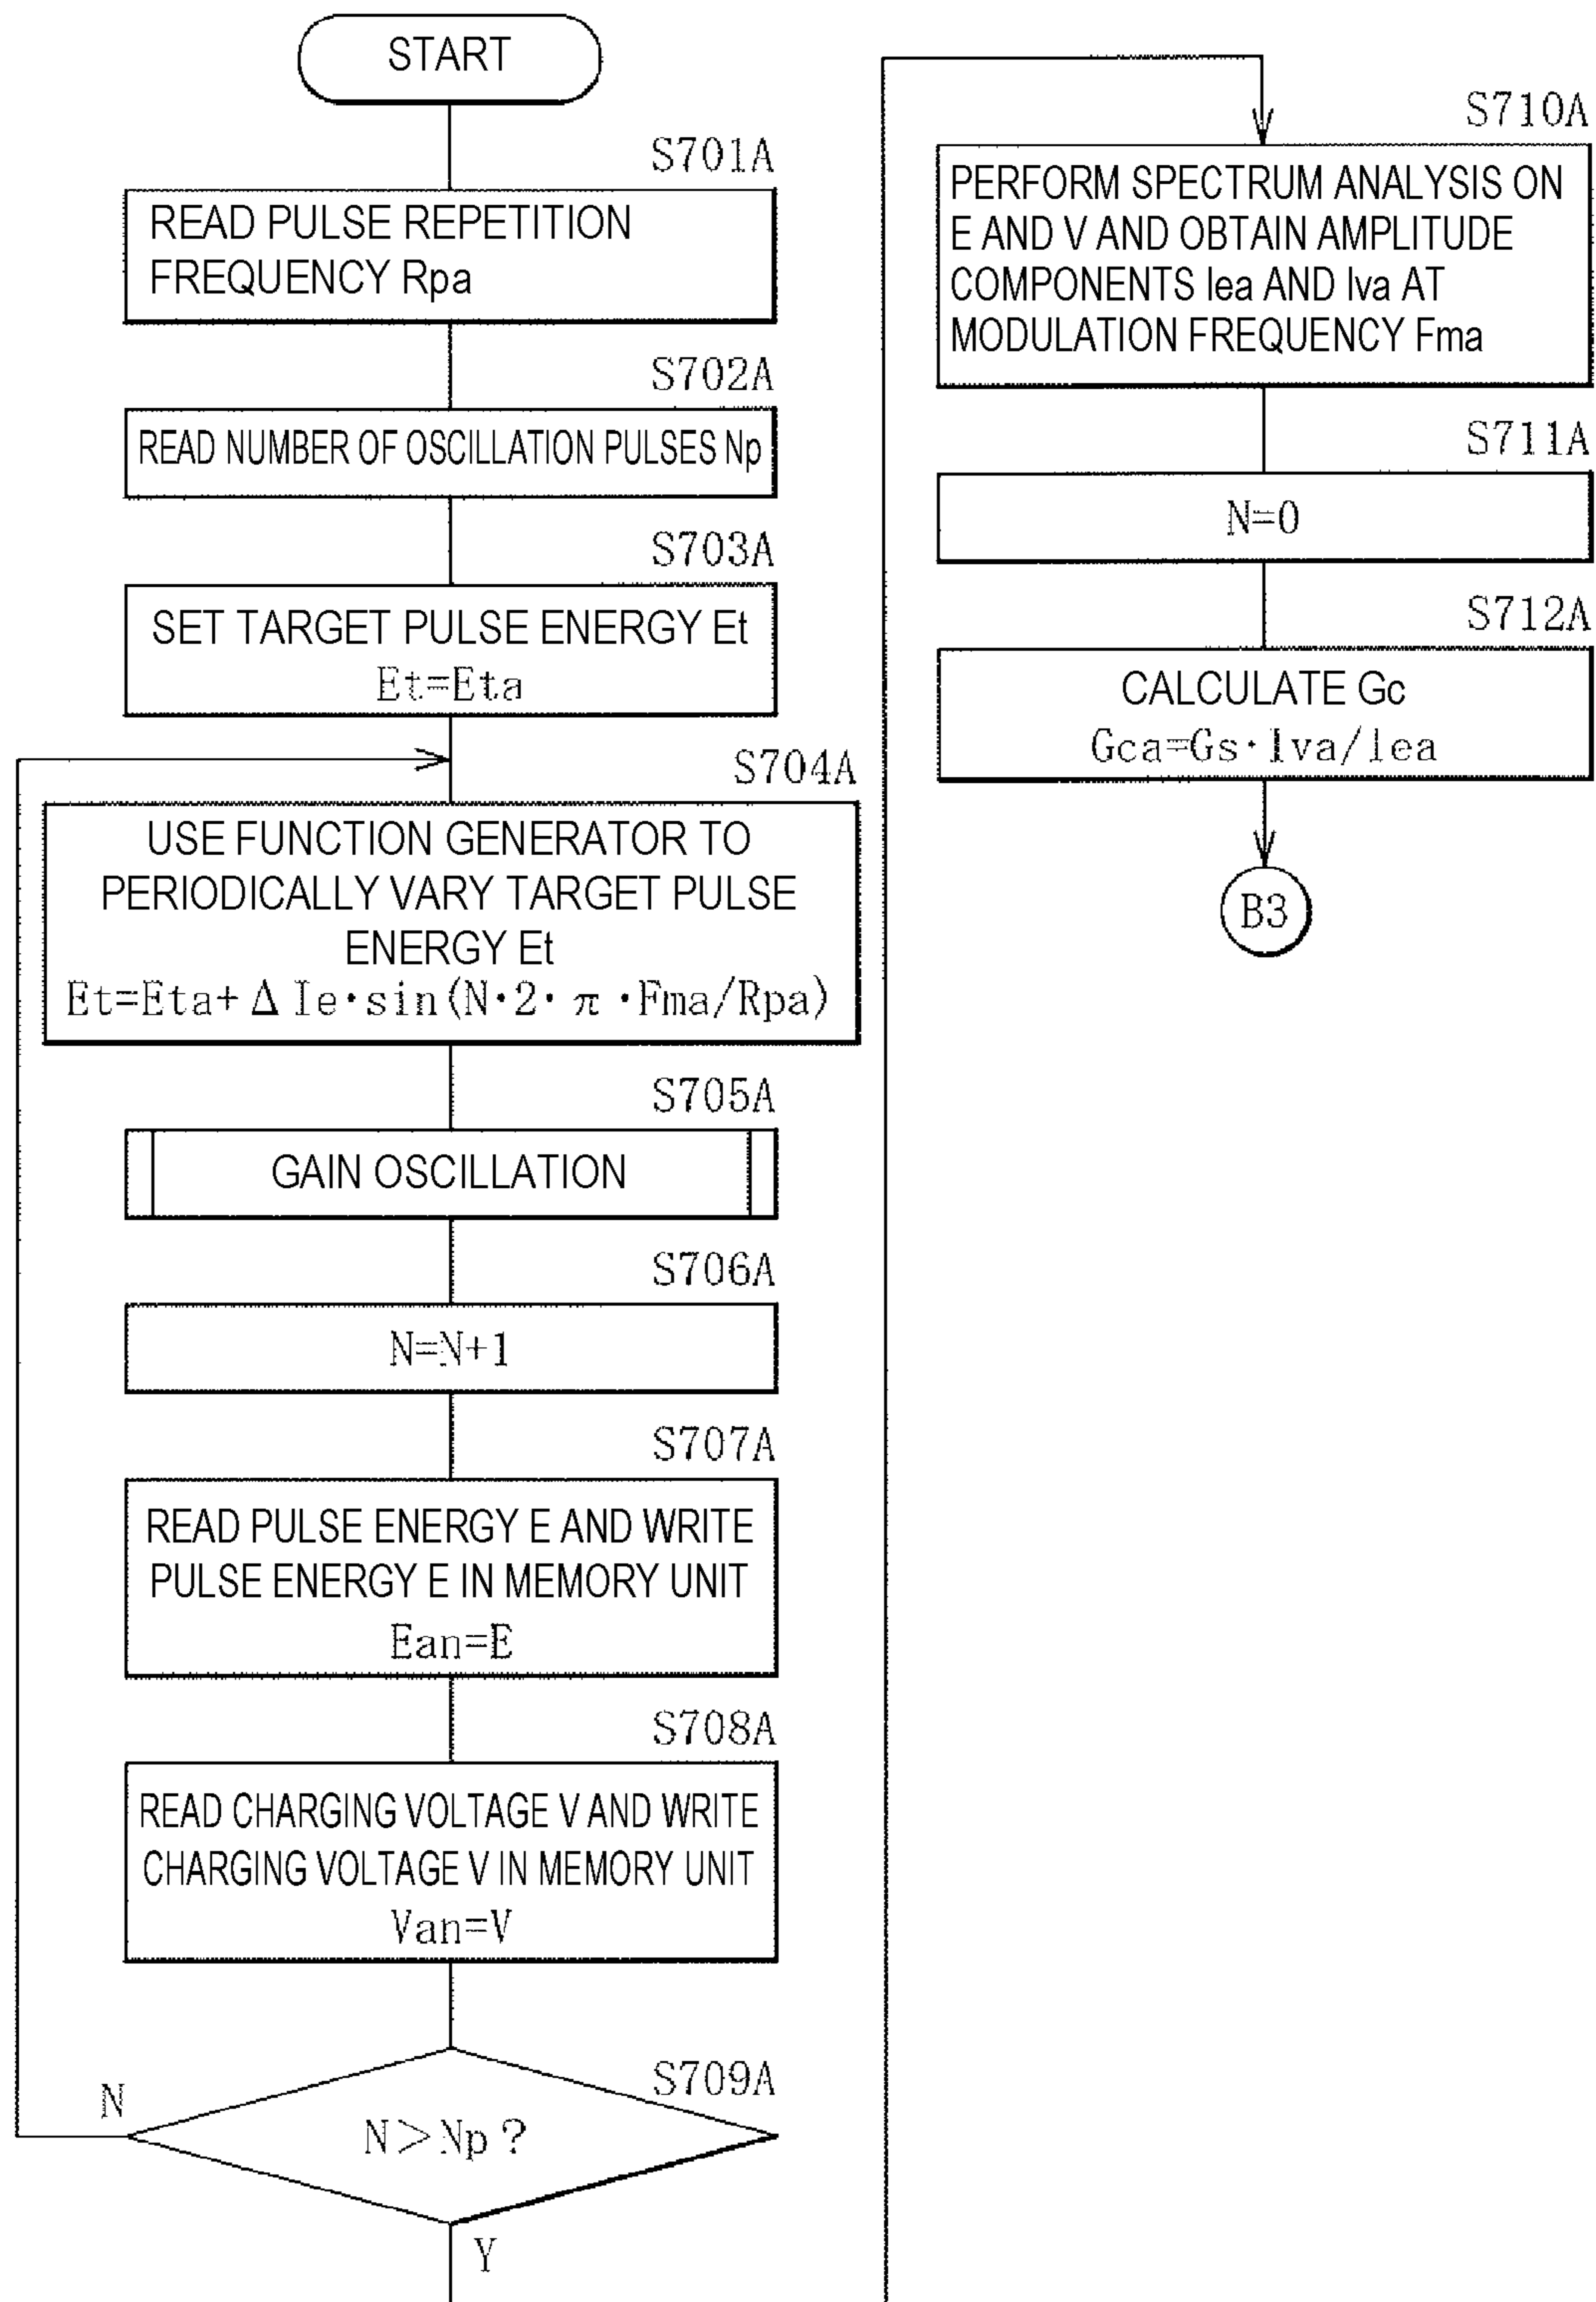 START
S701A
READ PULSE REPETITION
FREQUENCY Rpa
S702A
READ NUMBER OF OSCILLATION PULSES Np
S703A
SET TARGET PULSE ENERGY Et
Et=Eta
S704A
USE FUNCTION GENERATOR TO
PERIODICALLY VARY TARGET PULSE
ENERGY Et
Et=Eta+ΔIe·sin(N·2·π·Fma/Rpa)
S705A
GAIN OSCILLATION
S706A
N=N+1
S707A
READ PULSE ENERGY E AND WRITE
PULSE ENERGY E IN MEMORY UNIT
Ean=E
S708A
READ CHARGING VOLTAGE V AND WRITE
CHARGING VOLTAGE V IN MEMORY UNIT
Van=V
S709A
N
N>Np?
Y
S710A
PERFORM SPECTRUM ANALYSIS ON
E AND V AND OBTAIN AMPLITUDE
COMPONENTS Iea AND Iva AT
MODULATION FREQUENCY Fma
S711A
N=0
S712A
CALCULATE Gc
Gca=Gs·Iva/Iea
B3